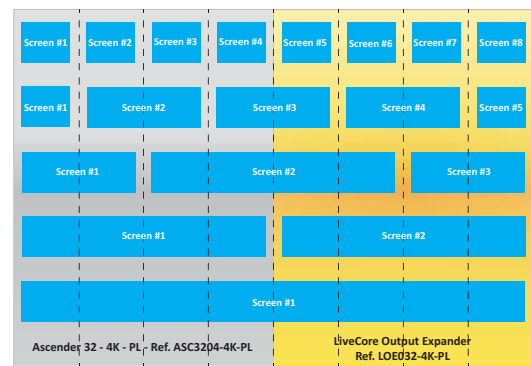 Screen #1 Screen #2 Screen #3 Screen #4 Screen #5 Screen #6 Screen #7 Screen #8
Screen #1 Screen #2 Screen #3 Screen #4 Screen #5
Screen #1 Screen #2 Screen #3
Screen #1 Screen #2
Screen #1
Ascender 32 - 4K - PL - Ref. ASC3204-4K-PL
LiveCore Output Expander
Ref. LOE032-4K-PL